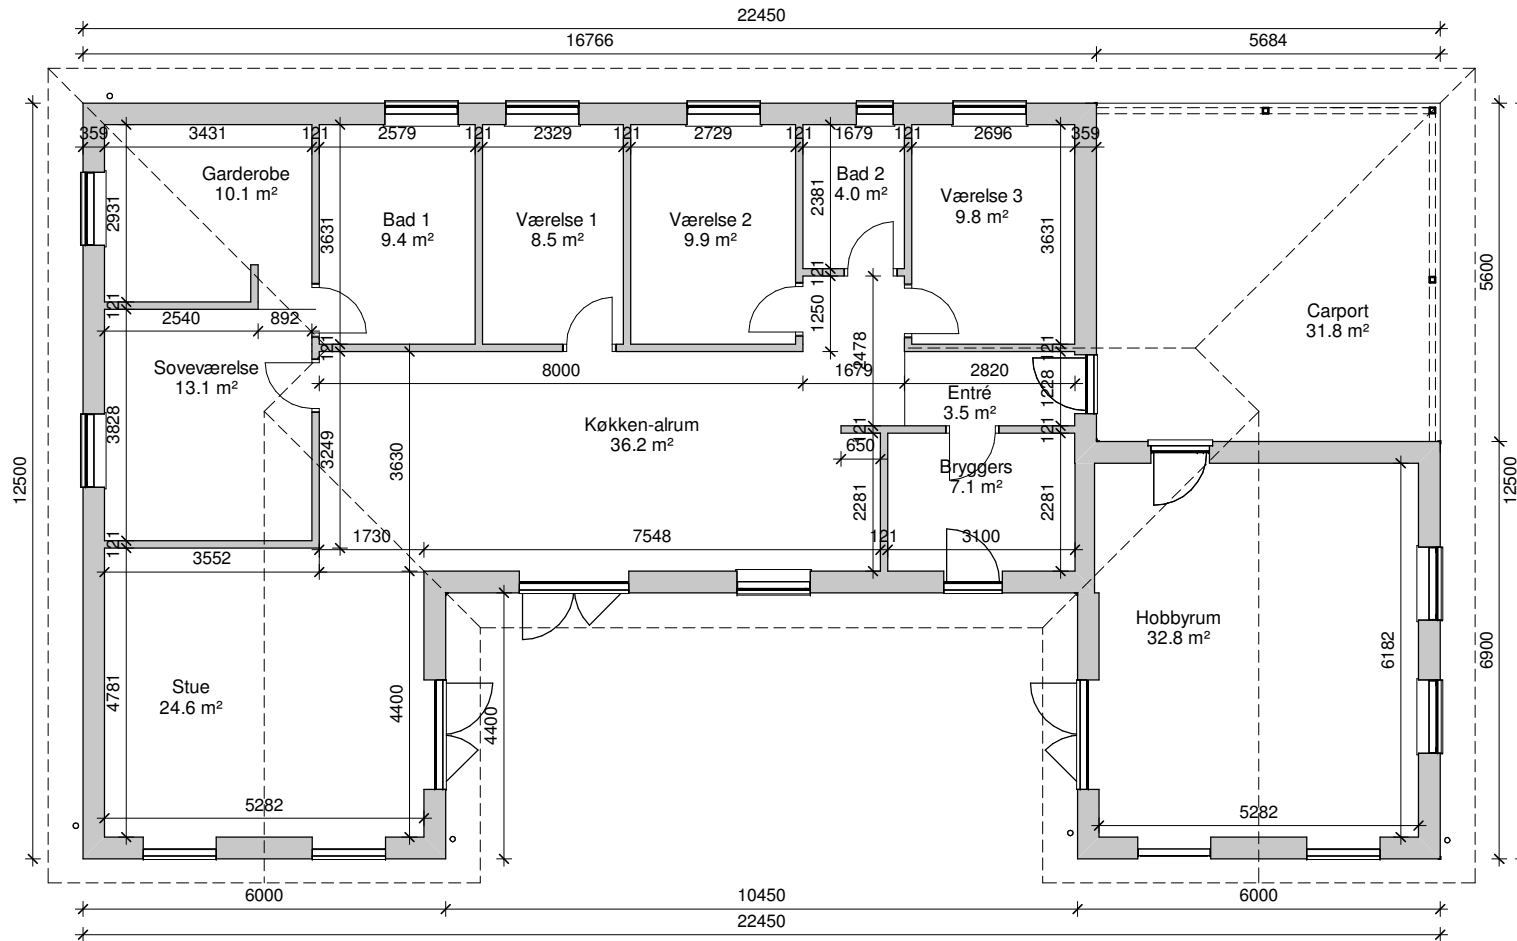 22450
16766
5684
359
3431
121
2579
121
2329
121
2729
121
1679
121
2696
359
Garderobe
10.1 m²
2931
Bad 1
9.4 m²
3631
Værelse 1
8.5 m²
Værelse 2
9.9 m²
Bad 2
4.0 m²
2381
Værelse 3
9.8 m²
3631
5600
Carport
31.8 m²
121
121
1250
2540
892
121
2478
121
Soveværelse
13.1 m²
8000
1679
2820
1228
Entré
3.5 m²
3828
Køkken-alrum
36.2 m²
3249
3630
121
121
650
Bryggers
7.1 m²
2281
2281
12500
12500
121
3552
1730
7548
121
3100
Hobbyrum
32.8 m²
6182
6900
Stue
24.6 m²
4781
4400
4400
5282
5282
6000
10450
6000
22450